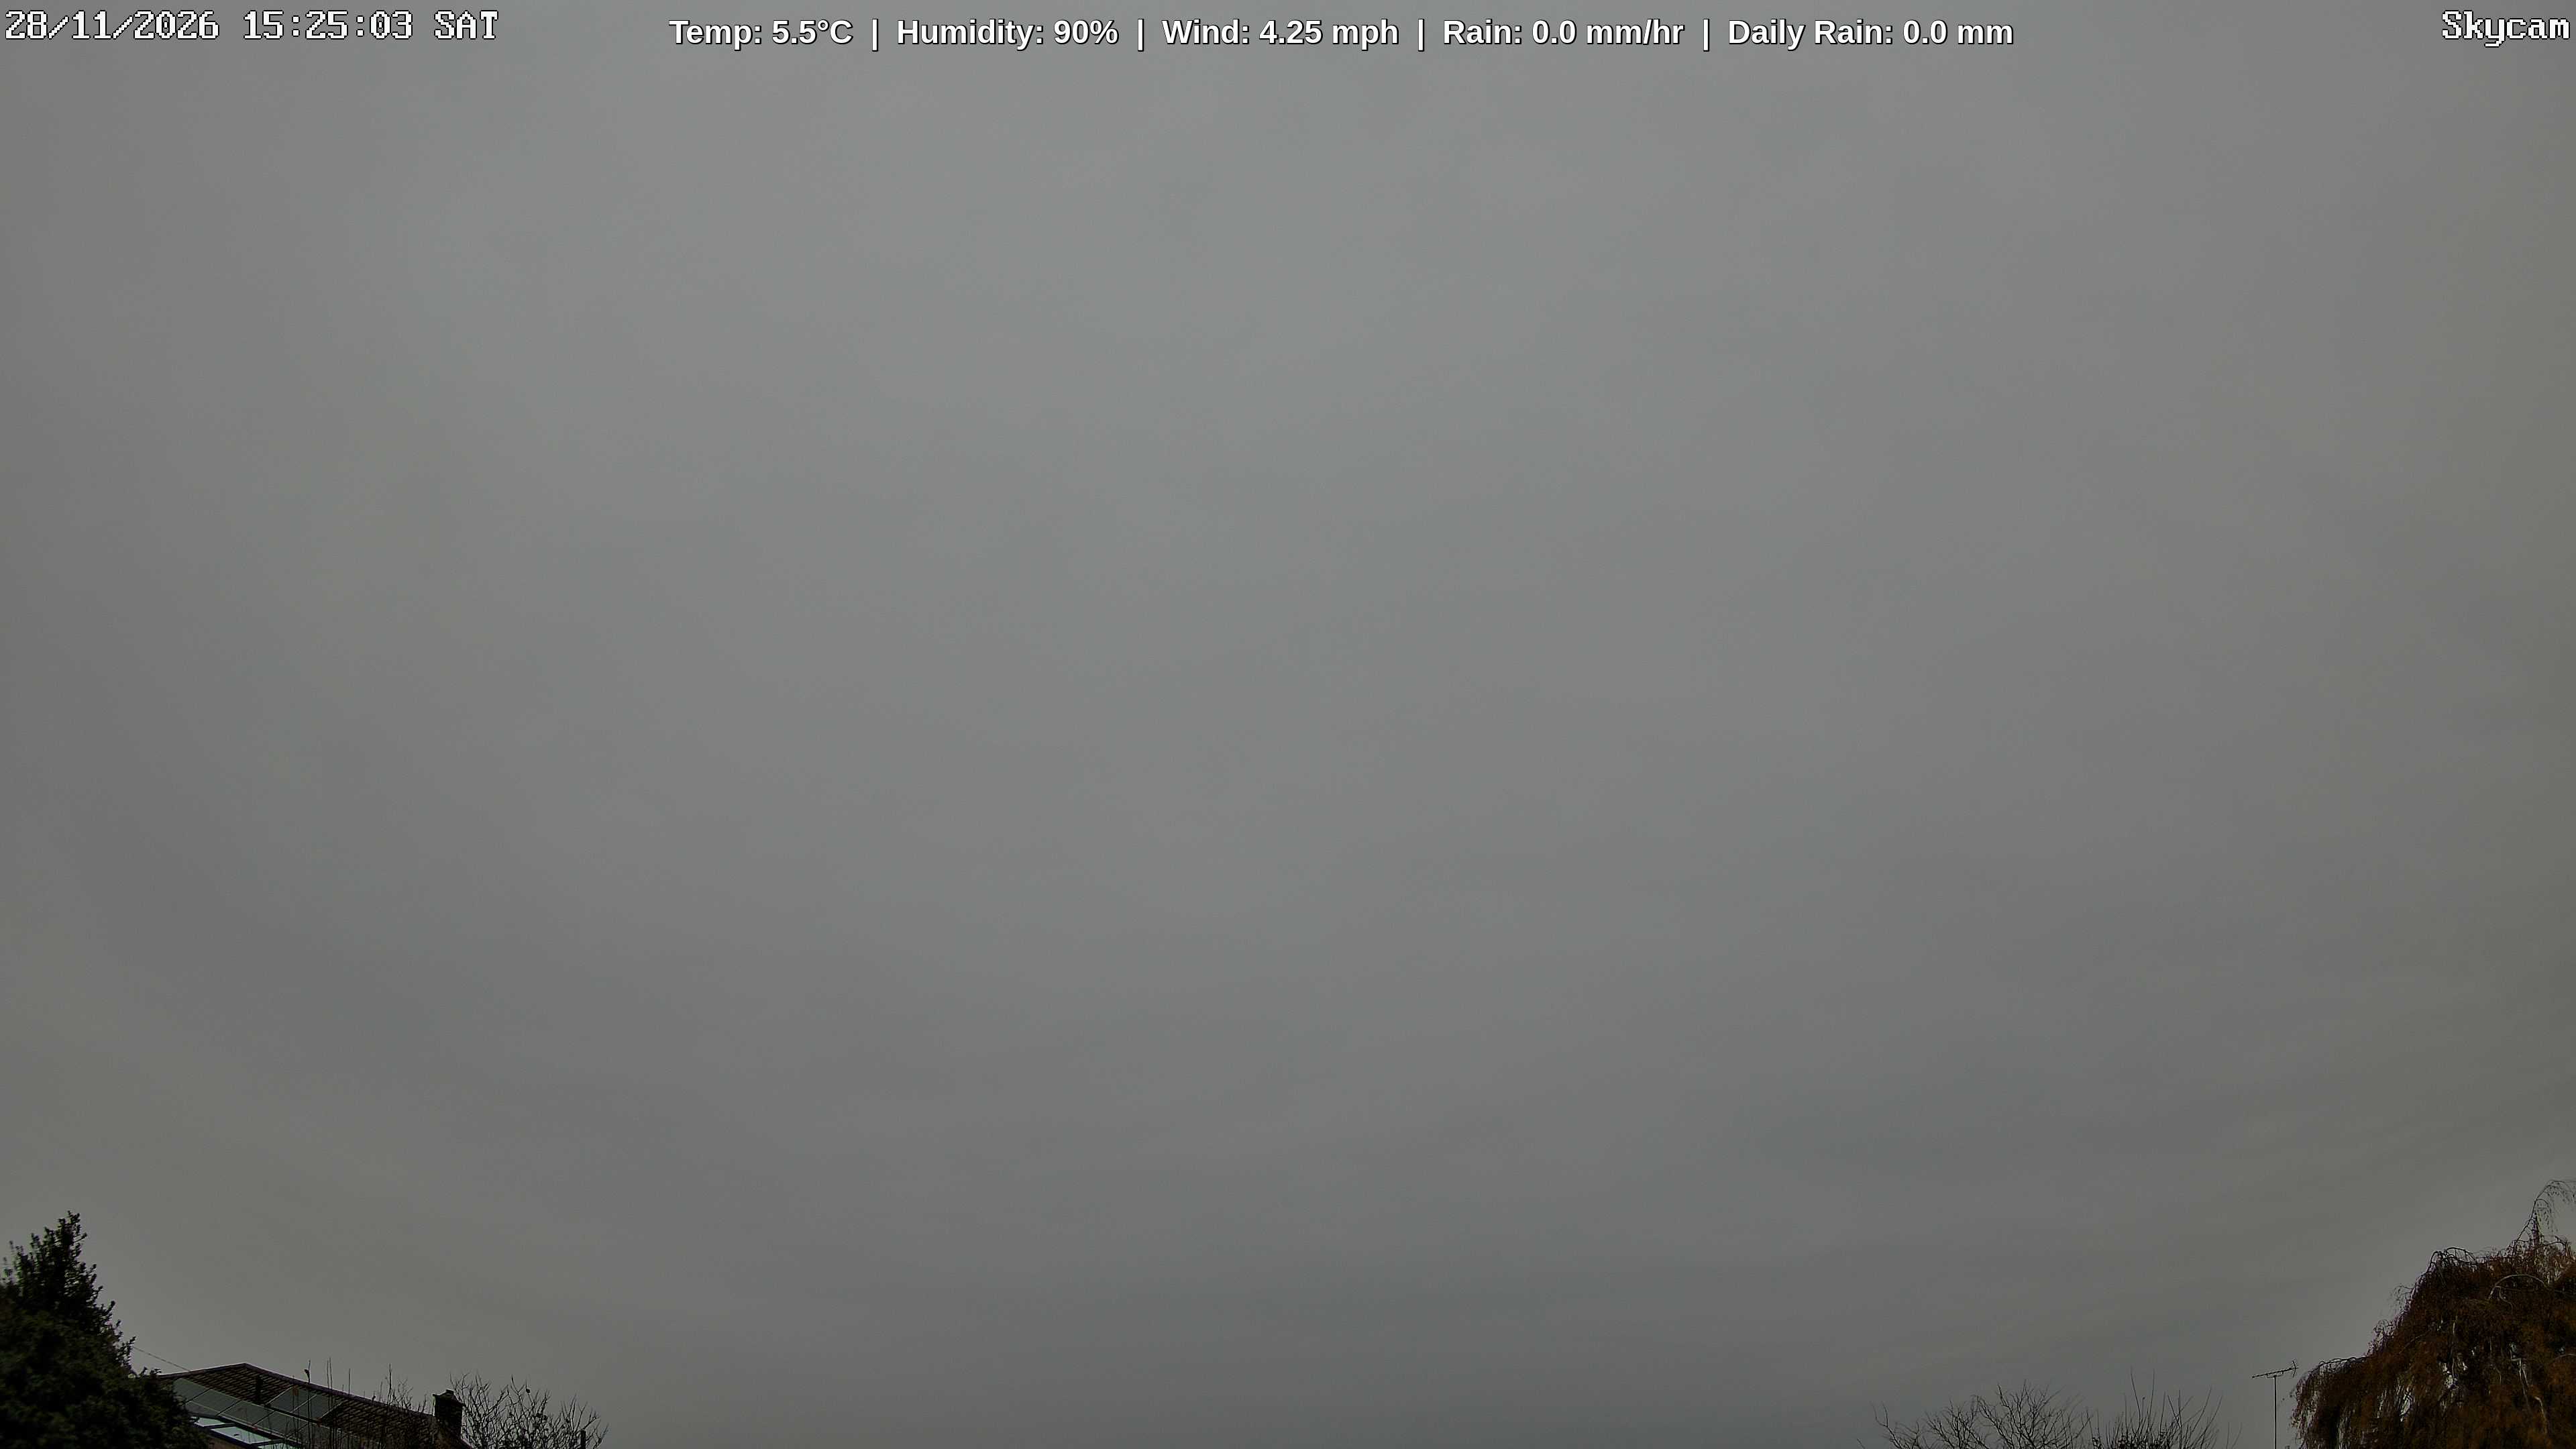 28/11/2026 15:25:03 SAT
Temp: 5.5°C | Humidity: 90% | Wind: 4.25 mph | Rain: 0.0 mm/hr | Daily Rain: 0.0 mm
Skycam